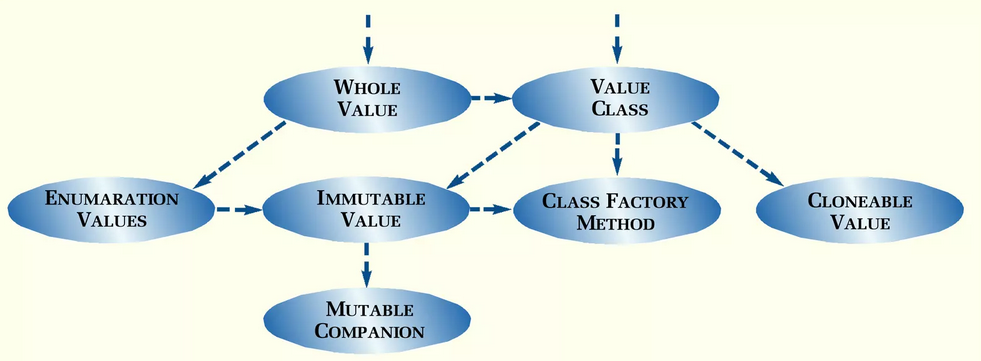 WHOLE
VALUE
VALUE
CLASS
ENUMARATION
VALUES
IMMUTABLE
VALUE
CLASS FACTORY
METHOD
CLONEABLE
VALUE
MUTABLE
COMPANION